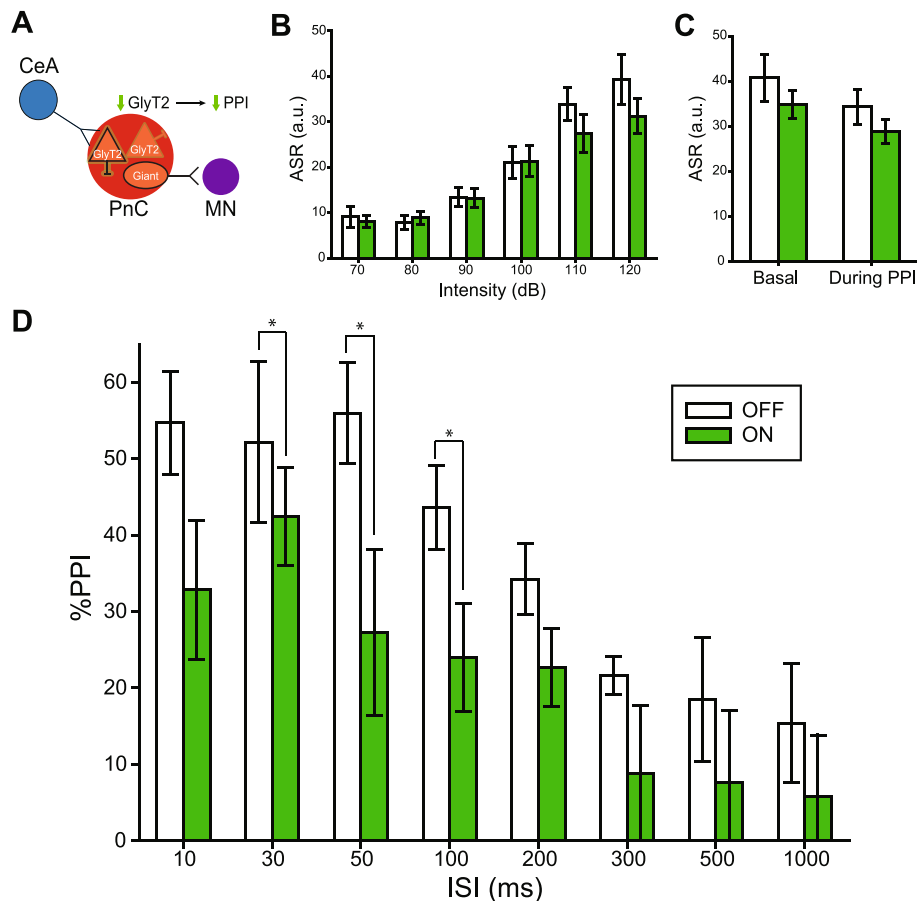 A
CeA
GlyT2 PPI
GlyT2 GlyT2
Giant
PnC MN
B
ASR (a.u.)
50
40
30
20
10
0
70 80 90 100 110 120
Intensity (dB)
C
ASR (a.u.)
50
40
30
20
10
0
Basal During PPI
D
%PPI
60
50
40
30
20
10
0
* * *
OFF
ON
10 30 50 100 200 300 500 1000
ISI (ms)